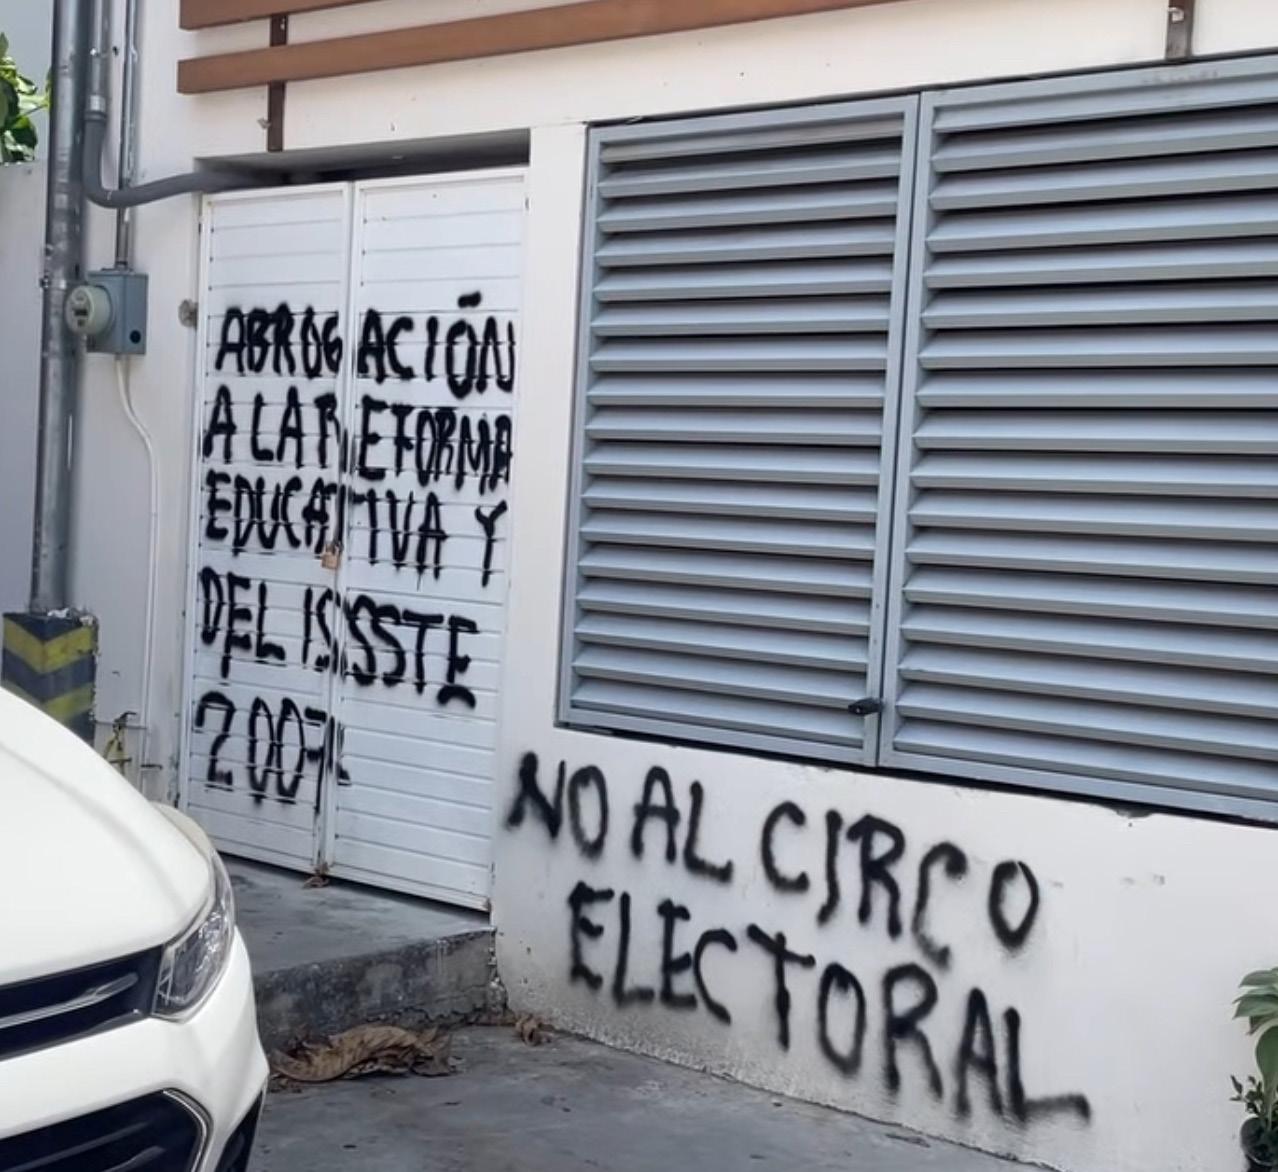 ABROGACIÓN
A LA REFORMA
EDUCATIVA Y
DEL ISSSTE
2007
NO AL CIRCO
ELECTORAL